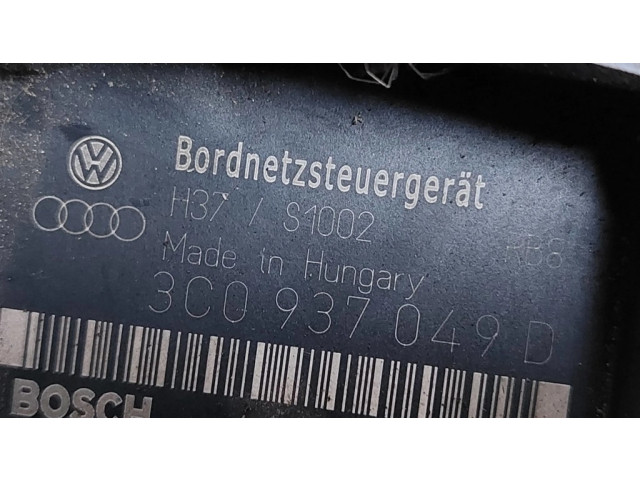 Bordnetzsteuergerät
H37 / S1002
Made in Hungary
3C0 937 049 D
BOSCH